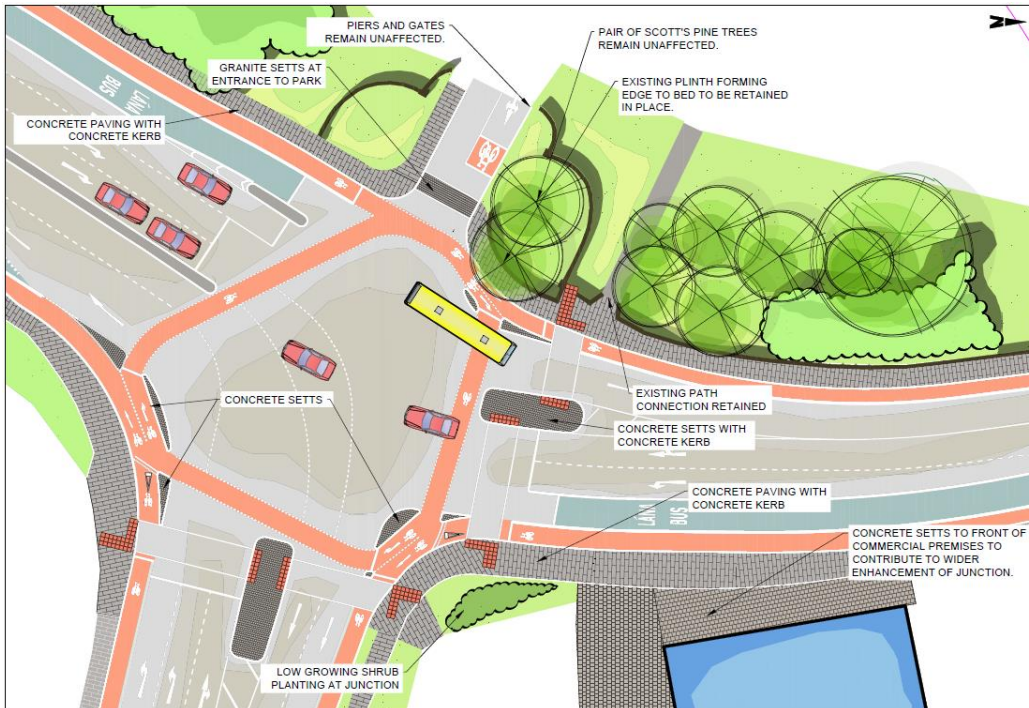 PIERS AND GATES
REMAIN UNAFFECTED.
PAIR OF SCOTT'S PINE TREES
REMAIN UNAFFECTED.
N
GRANITE SETTS AT
ENTRANCE TO PARK
EXISTING PLINTH FORMING
EDGE TO BED TO BE RETAINED
IN PLACE.
LÁNA
BUS
CONCRETE PAVING WITH
CONCRETE KERB
EXISTING PATH
CONNECTION RETAINED
CONCRETE SETTS
CONCRETE SETTS WITH
CONCRETE KERB
CONCRETE PAVING WITH
CONCRETE KERB
LÁNA
BUS
CONCRETE SETTS TO FRONT OF
COMMERCIAL PREMISES TO
CONTRIBUTE TO WIDER
ENHANCEMENT OF JUNCTION.
LOW GROWING SHRUB
PLANTING AT JUNCTION